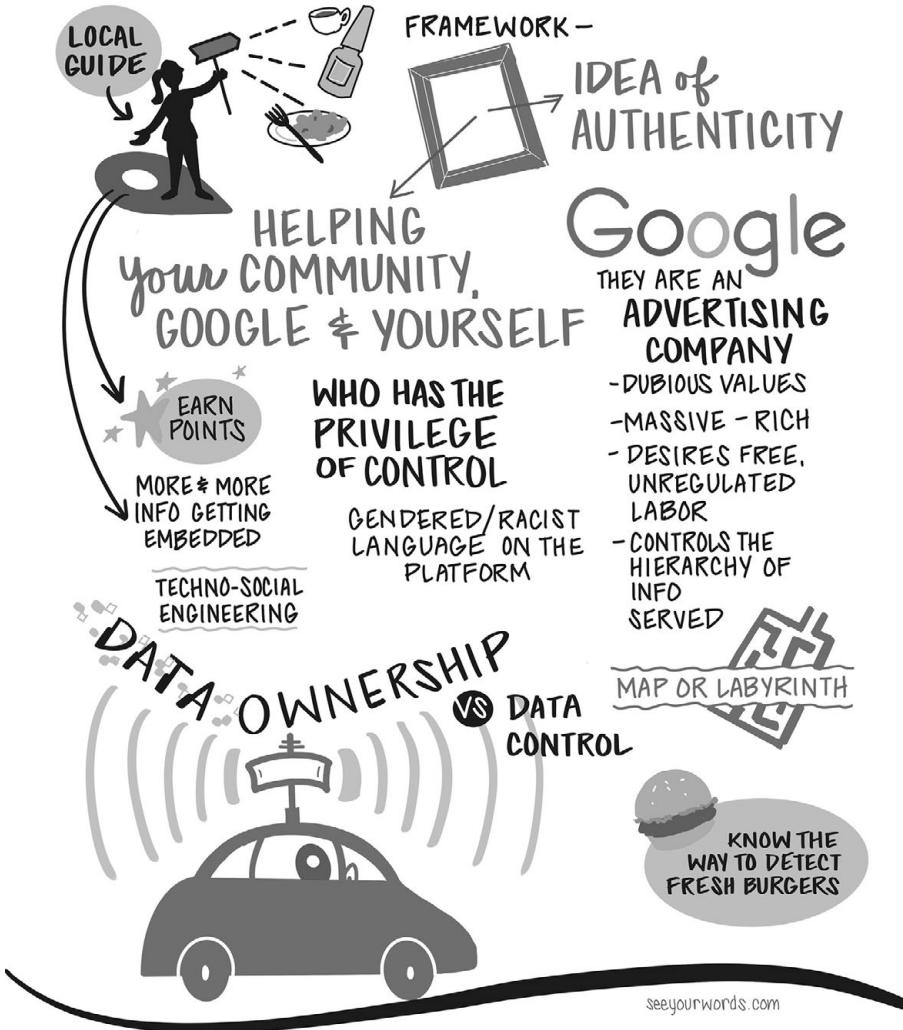 LOCAL
GUIDE
FRAMEWORK –
IDEA of
AUTHENTICITY
HELPING
your COMMUNITY,
GOOGLE & YOURSELF
EARN
POINTS
MORE & MORE
INFO GETTING
EMBEDDED
TECHNO-SOCIAL
ENGINEERING
WHO HAS THE
PRIVILEGE
OF CONTROL
GENDERED/RACIST
LANGUAGE ON THE
PLATFORM
Google
THEY ARE AN
ADVERTISING
COMPANY
-DUBIOUS VALUES
-MASSIVE – RICH
- DESIRES FREE,
UNREGULATED
LABOR
- CONTROLS THE
HIERARCHY OF
INFO
SERVED
MAP OR LABYRINTH
DATA OWNERSHIP
VS DATA
CONTROL
KNOW THE
WAY TO DETECT
FRESH BURGERS
seeyourwords.com